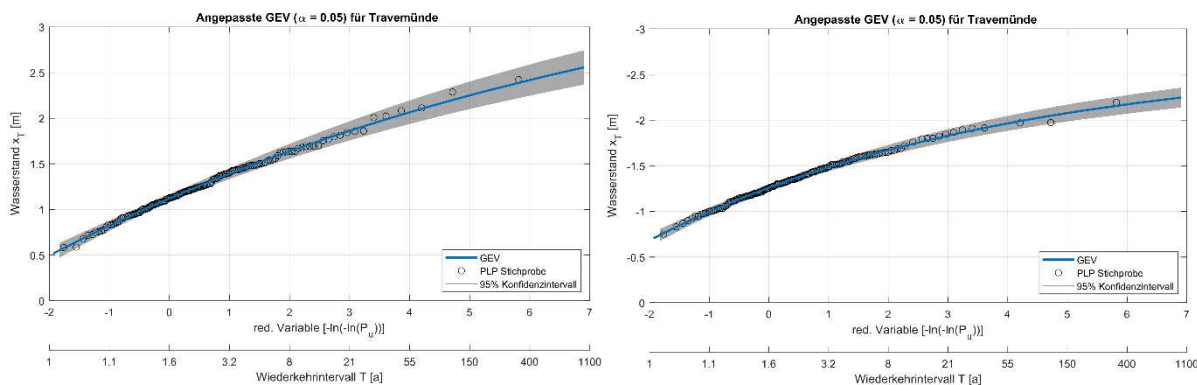 Angepasste GEV (α = 0.05) für Travemünde
3
2.5
2
1.5
1
0.5
0
Wasserstand x_T [m]
GEV
PLP Stichprobe
95% Konfidenzintervall
-2 -1 0 1 2 3 4 5 6 7
red. Variable [-ln(-ln(P_u))]
1 1.1 1.6 3.2 8 21 55 150 400 1100
Wiederkehrintervall T [a]
Angepasste GEV (α = 0.05) für Travemünde
-3
-2.5
-2
-1.5
-1
-0.5
0
Wasserstand x_T [m]
GEV
PLP Stichprobe
95% Konfidenzintervall
-2 -1 0 1 2 3 4 5 6 7
red. Variable [-ln(-ln(P_u))]
1 1.1 1.6 3.2 8 21 55 150 400 1100
Wiederkehrintervall T [a]